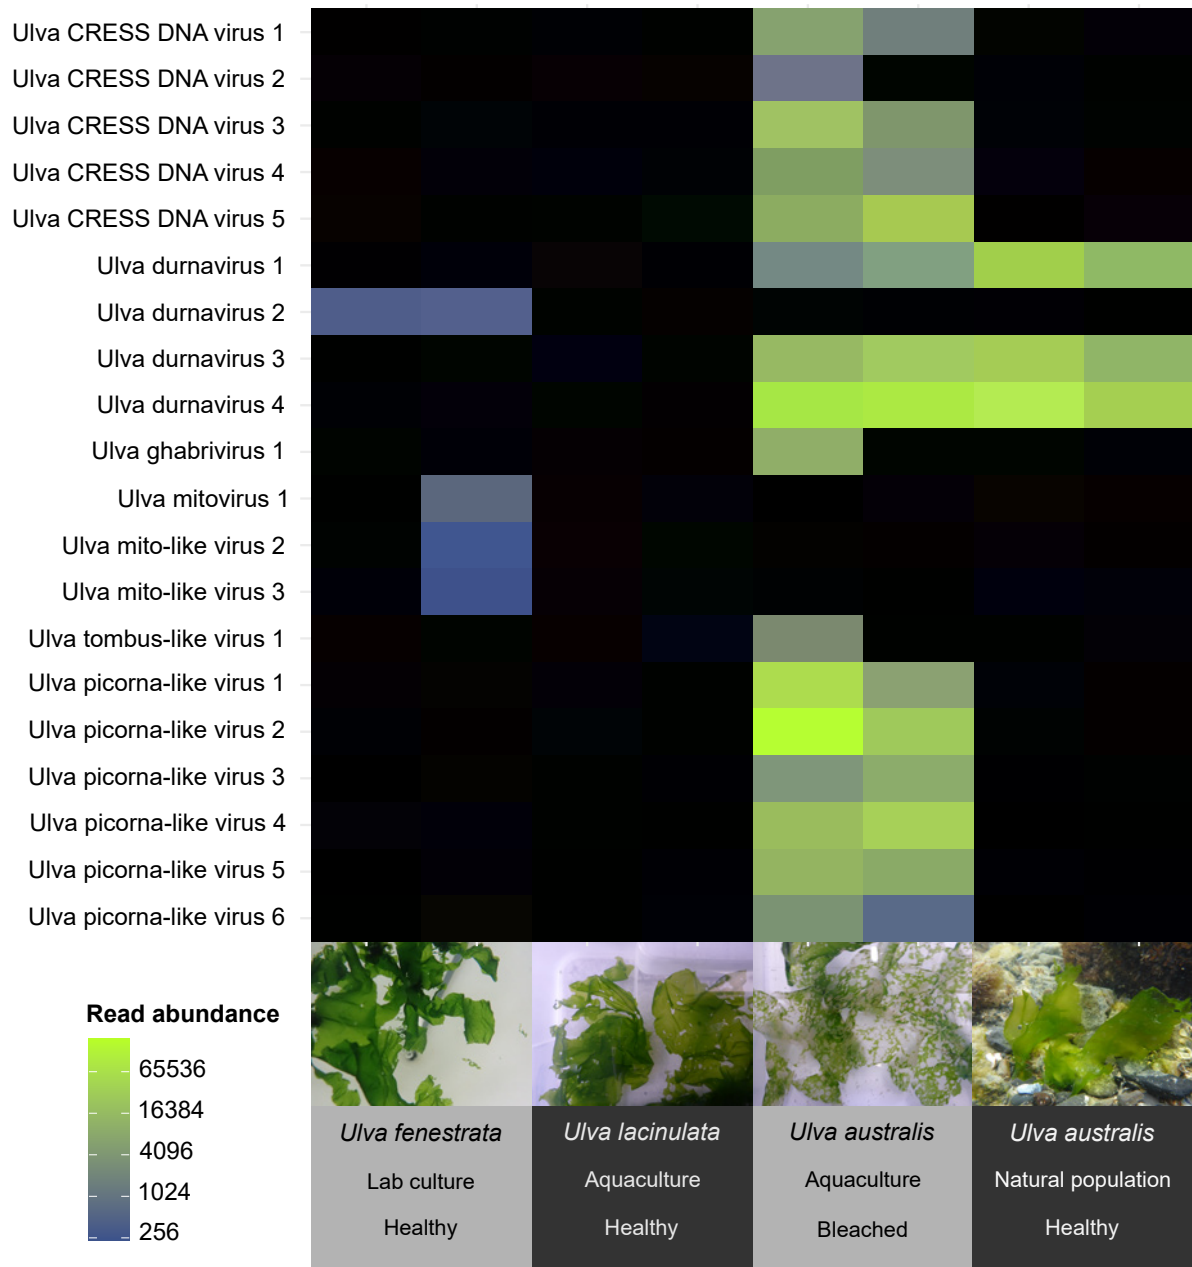 Ulva CRESS DNA virus 1
Ulva CRESS DNA virus 2
Ulva CRESS DNA virus 3
Ulva CRESS DNA virus 4
Ulva CRESS DNA virus 5
Ulva durnavirus 1
Ulva durnavirus 2
Ulva durnavirus 3
Ulva durnavirus 4
Ulva ghabrivirus 1
Ulva mitovirus 1
Ulva mito-like virus 2
Ulva mito-like virus 3
Ulva tombus-like virus 1
Ulva picorna-like virus 1
Ulva picorna-like virus 2
Ulva picorna-like virus 3
Ulva picorna-like virus 4
Ulva picorna-like virus 5
Ulva picorna-like virus 6
Read abundance
65536
16384
4096
1024
256
Ulva fenestrata
Lab culture
Healthy
Ulva lacinulata
Aquaculture
Healthy
Ulva australis
Aquaculture
Bleached
Ulva australis
Natural population
Healthy